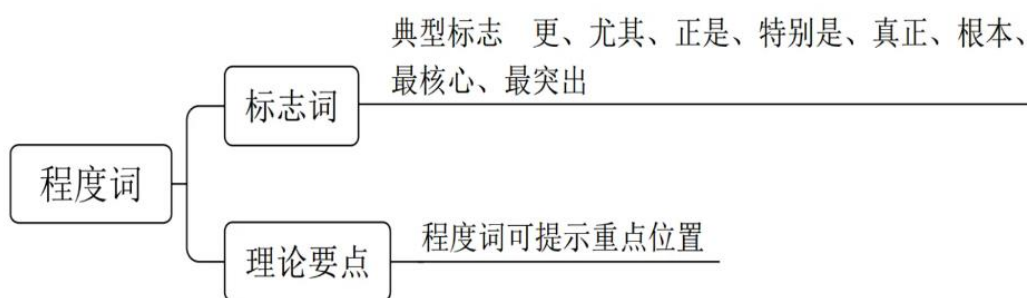 典型标志 更、尤其、正是、特别是、真正、根本、
最核心、最突出
标志词
程度词
程度词可提示重点位置
理论要点